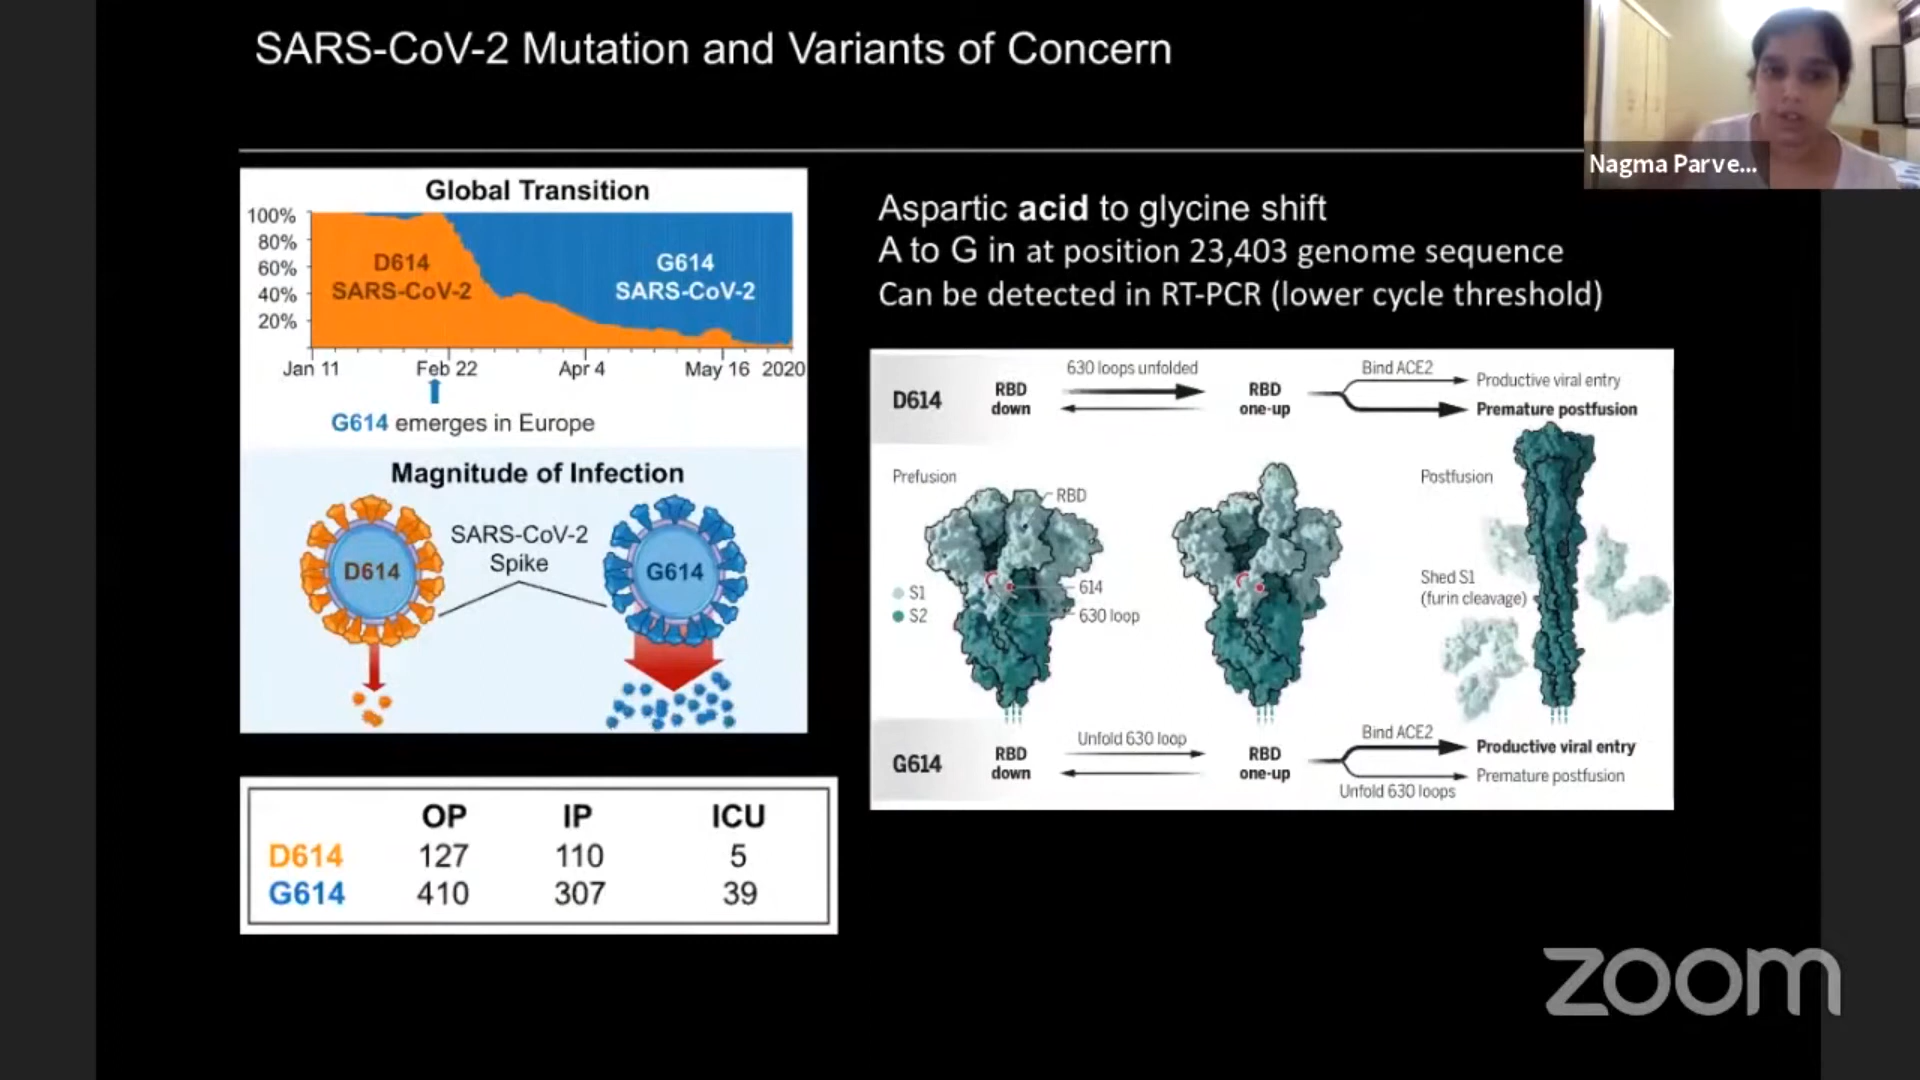 SARS-CoV-2 Mutation and Variants of Concern
Nagma Parve...
Global Transition
100%
80%
60%
40%
20%
D614
SARS-CoV-2
G614
SARS-CoV-2
Jan 11 Feb 22 Apr 4 May 16 2020
G614 emerges in Europe
Magnitude of Infection
SARS-CoV-2
Spike
D614
G614
OP IP ICU
D614 127 110 5
G614 410 307 39
Aspartic acid to glycine shift
A to G in at position 23,403 genome sequence
Can be detected in RT-PCR (lower cycle threshold)
D614
RBD
down
630 loops unfolded
RBD
one-up
Bind ACE2
Productive viral entry
Premature postfusion
Prefusion
RBD
S1
S2
614
630 loop
Postfusion
Shed S1
(furin cleavage)
G614
RBD
down
Unfold 630 loop
RBD
one-up
Bind ACE2
Productive viral entry
Premature postfusion
Unfold 630 loops
zoom